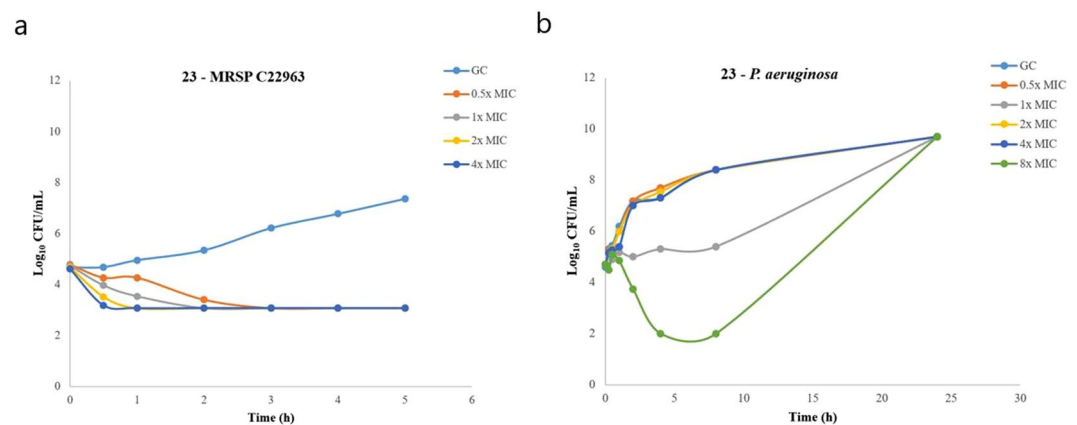 a
23 - MRSP C22963
12
10
8
6
4
2
0
0 1 2 3 4 5 6
Log10 CFU/mL
Time (h)
GC
0.5x MIC
1x MIC
2x MIC
4x MIC
b
23 - P. aeruginosa
12
10
8
6
4
2
0
0 5 10 15 20 25 30
Log10 CFU/mL
Time (h)
GC
0.5x MIC
1x MIC
2x MIC
4x MIC
8x MIC